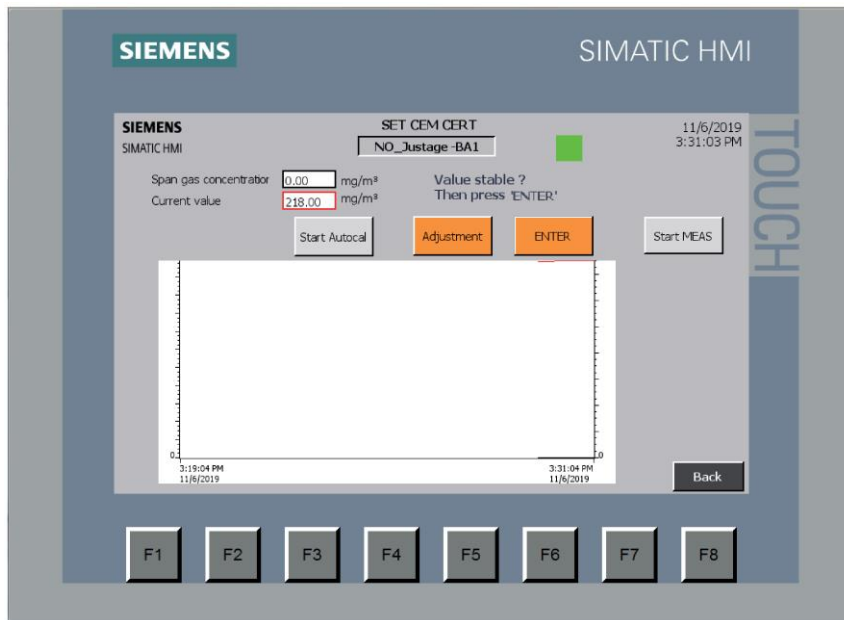 SIEMENS
SIMATIC HMI
TOUCH
SIEMENS
SIMATIC HMI
SET CEM CERT
NO_Justage -BA1
11/6/2019
3:31:03 PM
Span gas concentratior 0.00 mg/m³
Current value 218.00 mg/m³
Value stable ?
Then press 'ENTER'
Start Autocal
Adjustment
ENTER
Start MEAS
0.
.0
3:19:04 PM
11/6/2019
3:31:04 PM
11/6/2019
Back
F1
F2
F3
F4
F5
F6
F7
F8